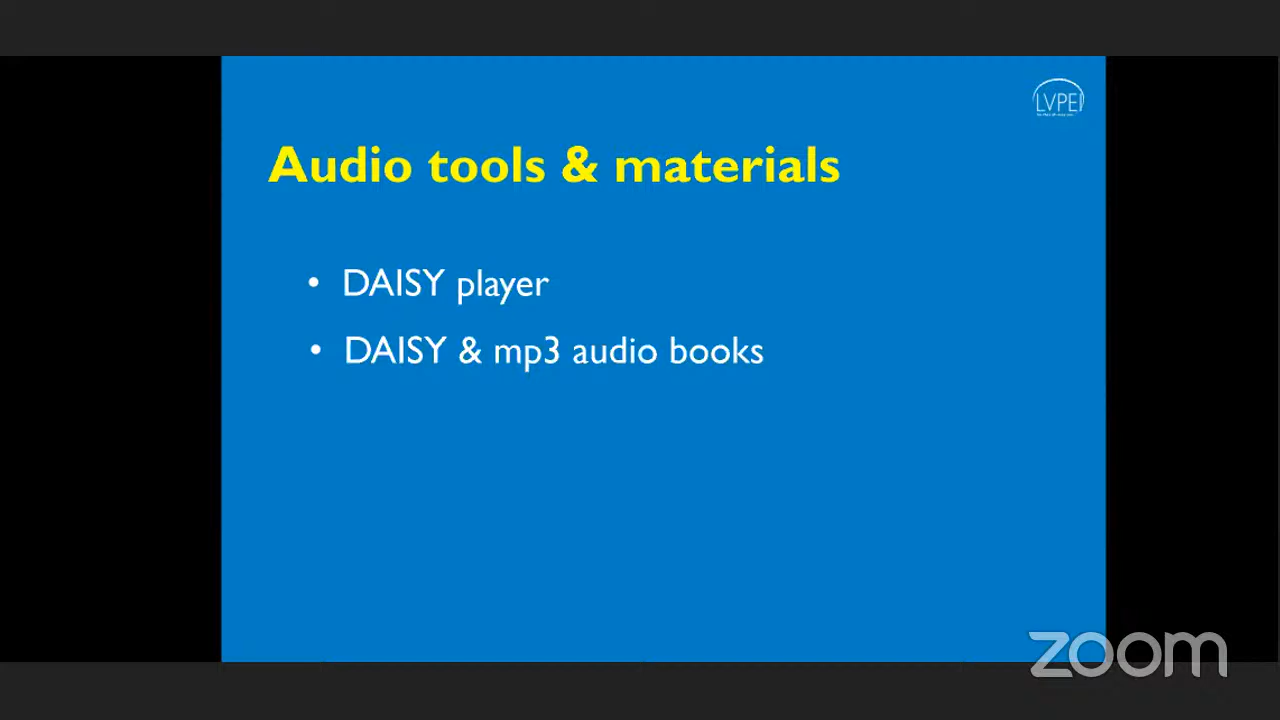 LVPEI
Audio tools & materials
• DAISY player
• DAISY & mp3 audio books
zoom